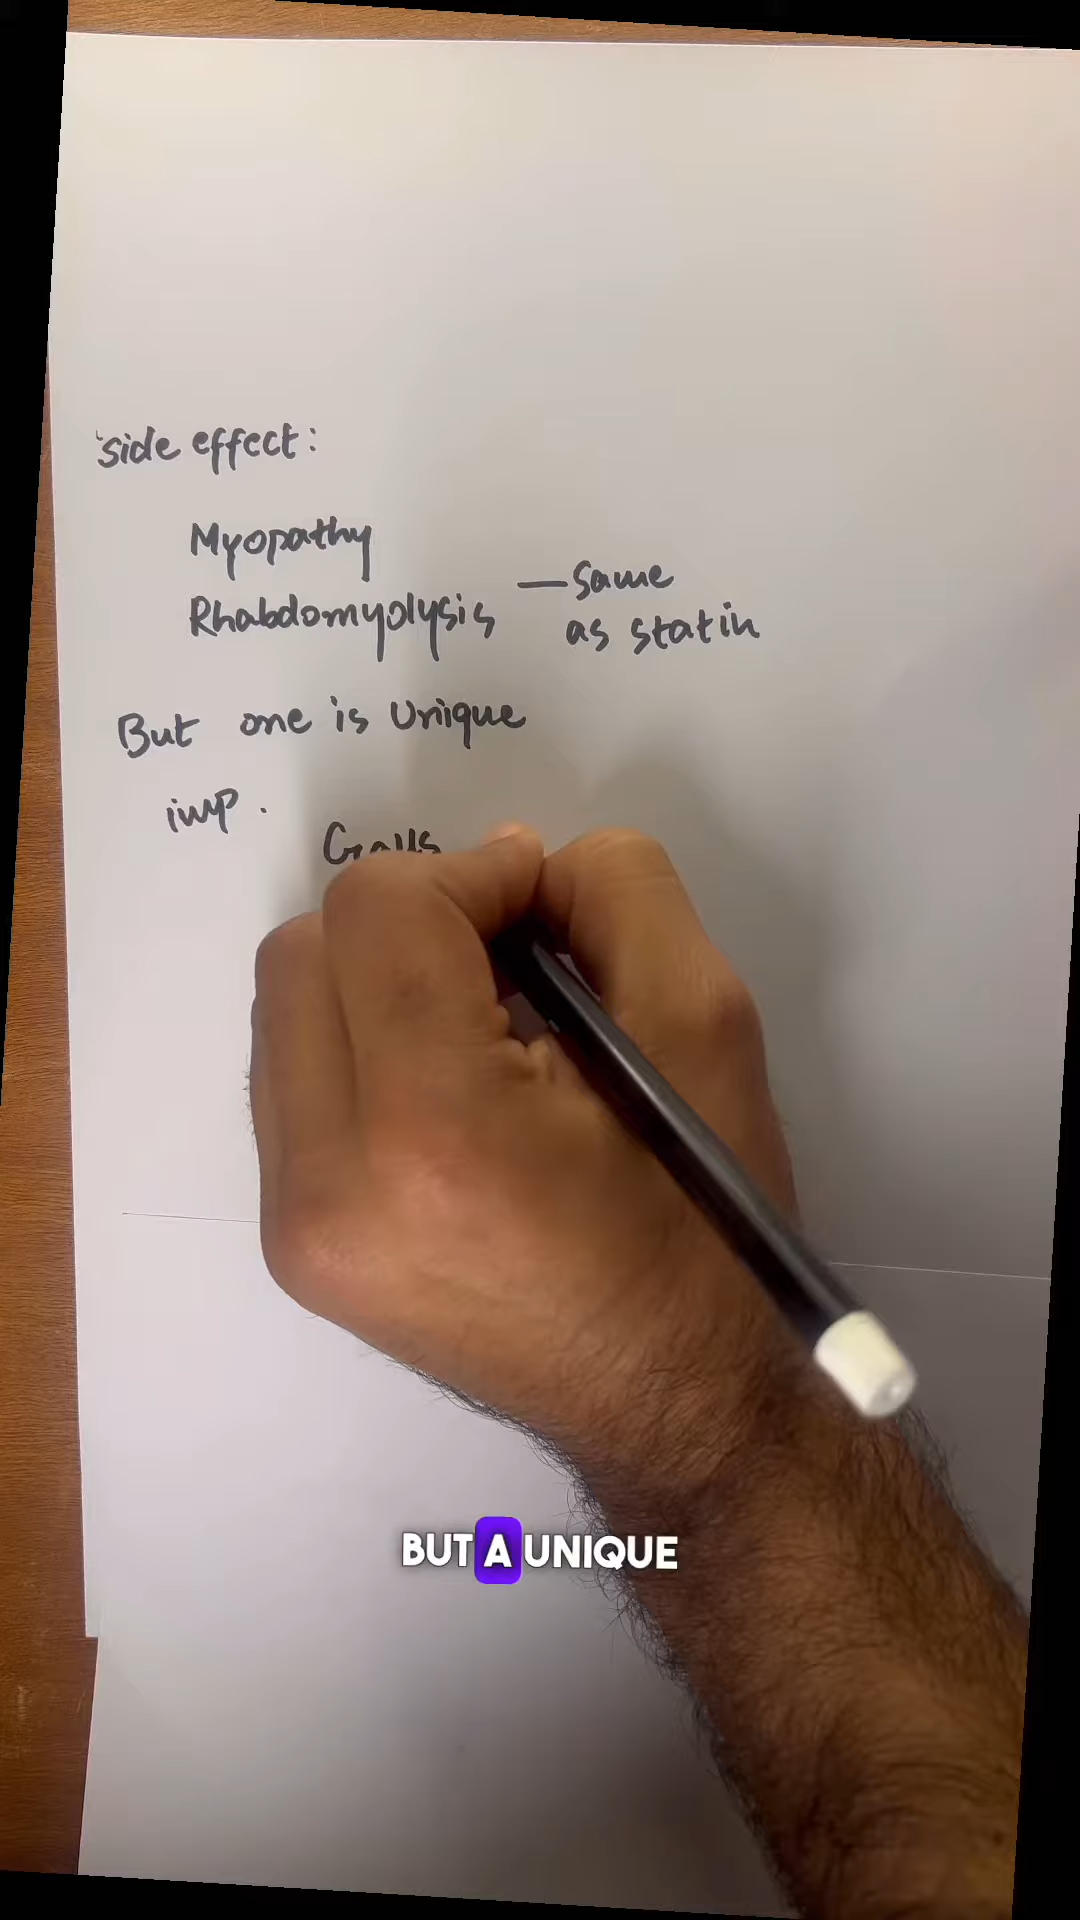 side effect:
Myopathy
Rhabdomyolysis
— Same
as statin
But one is Unique
imp.
BUT A UNIQUE